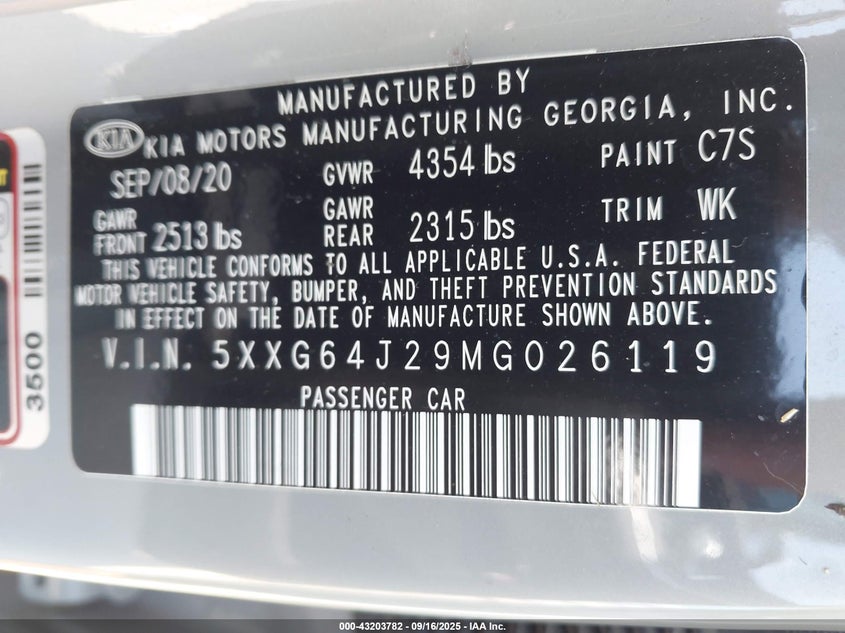 MANUFACTURED BY
KIA KIA MOTORS MANUFACTURING GEORGIA, INC.
SEP/08/20 GVWR 4354 lbs PAINT C7S
GAWR FRONT 2513 lbs GAWR REAR 2315 lbs TRIM WK
THIS VEHICLE CONFORMS TO ALL APPLICABLE U.S.A. FEDERAL
MOTOR VEHICLE SAFETY, BUMPER, AND THEFT PREVENTION STANDARDS
IN EFFECT ON THE DATE OF MANUFACTURE SHOWN ABOVE.
V.I.N. 5XXG64J29MG026119
PASSENGER CAR
3500
000-43203782 - 09/16/2025 - IAA Inc.